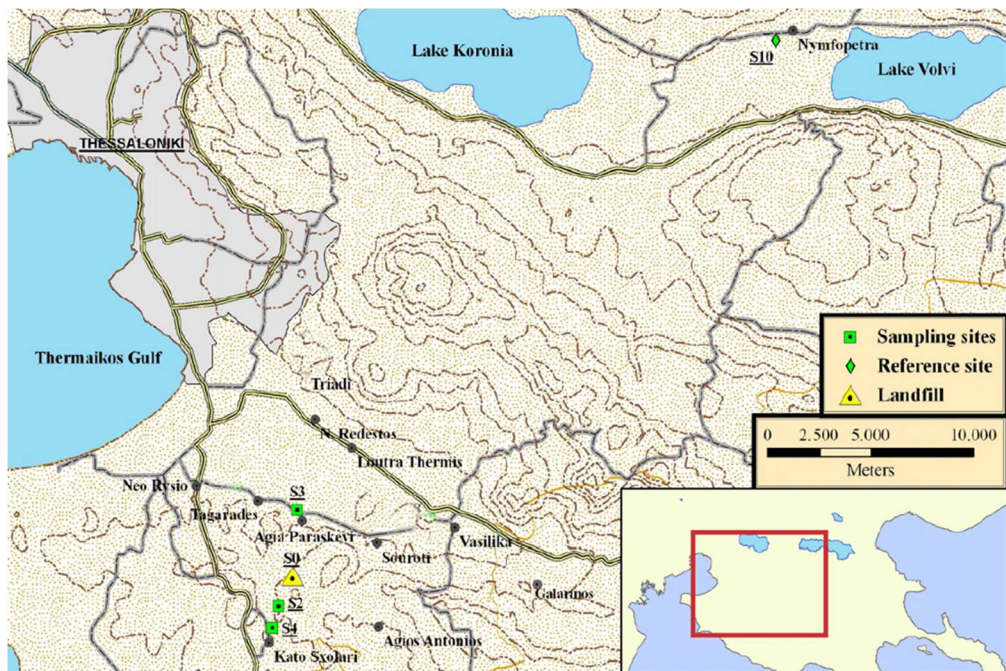 Lake Koronia
Nymfopetra
S10
Lake Volvi
THESSALONIKI
Thermaikos Gulf
Sampling sites
Reference site
Landfill
0 2.500 5.000 10.000
Meters
Triadi
N. Redestos
Loutra Thermis
Neo Rysio
S3
Tagarades
Agia Paraskevi
Vasilika
Souroti
S0
Galarinos
S2
S4
Agios Antonios
Kato Sxolari